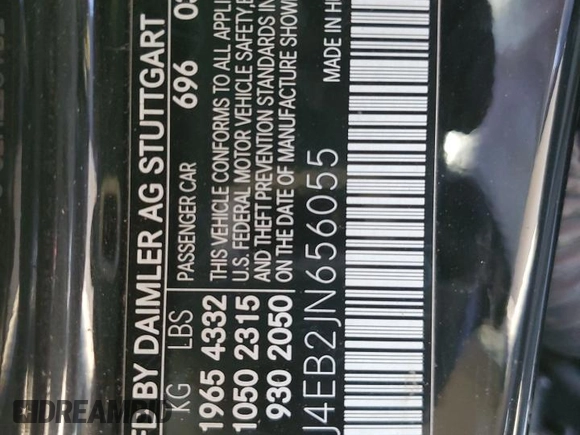 ED BY DAIMLER AG STUTTGART
KG LBS PASSENGER CAR 696 03
1965 4332 THIS VEHICLE CONFORMS TO ALL APPLI
1050 2315 U.S. FEDERAL MOTOR VEHICLE SAFETY,
930 2050 AND THEFT PREVENTION STANDARDS IN
ON THE DATE OF MANUFACTURE SHOW
J4EB2JN656055 MADE IN H